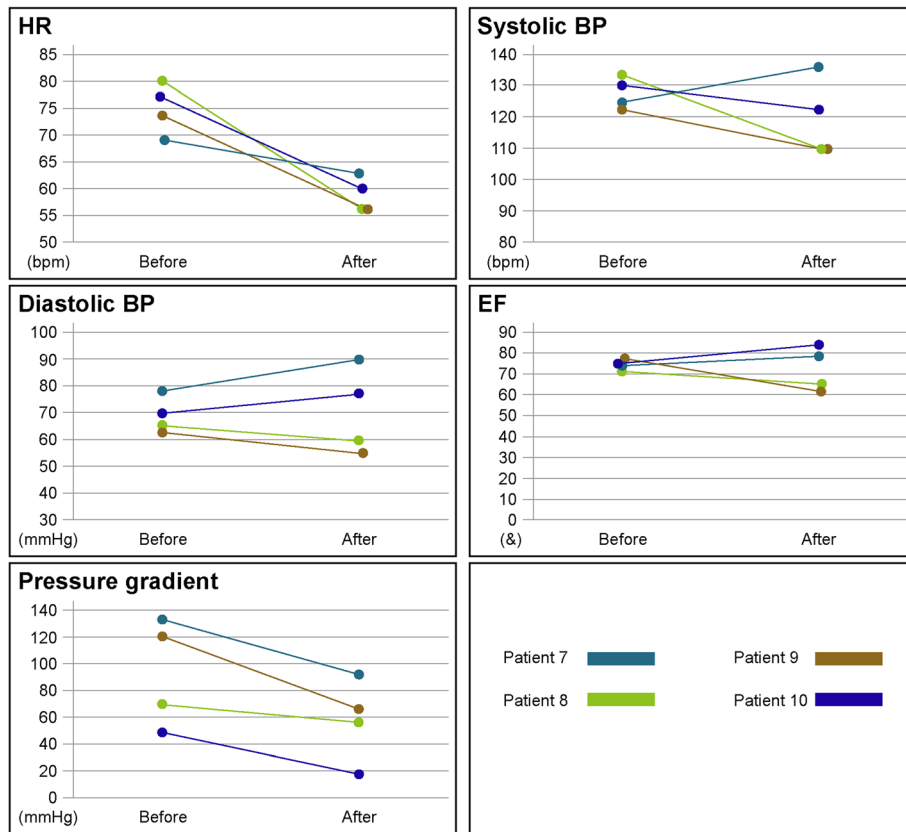 HR
85
80
75
70
65
60
55
50
(bpm)
Before
After
Systolic BP
140
130
120
110
100
90
80
(bpm)
Before
After
Diastolic BP
100
90
80
70
60
50
40
30
(mmHg)
Before
After
EF
90
80
70
60
50
40
30
20
10
0
(&)
Before
After
Pressure gradient
140
120
100
80
60
40
20
0
(mmHg)
Before
After
Patient 7
Patient 9
Patient 8
Patient 10